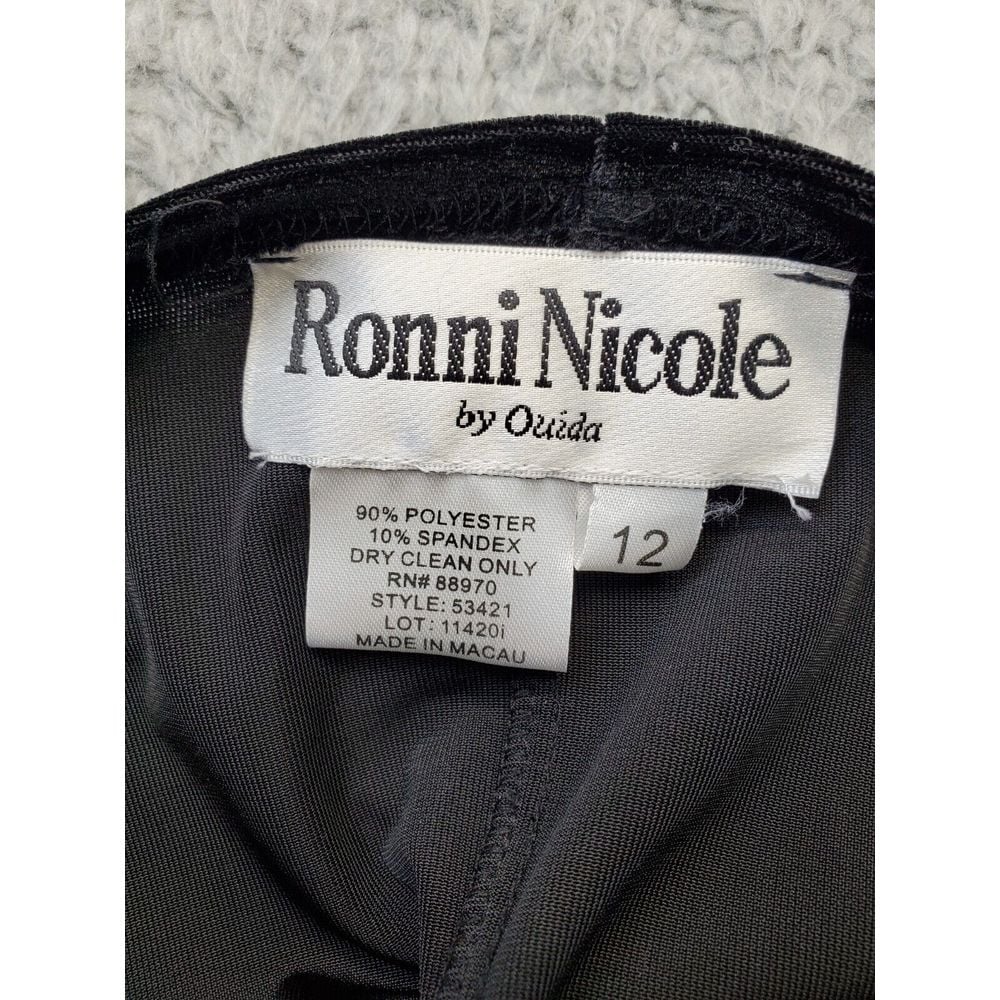 Ronni Nicole
by Ouida
90% POLYESTER
10% SPANDEX
DRY CLEAN ONLY
RN# 88970
STYLE: 53421
LOT: 11420i
MADE IN MACAU
12